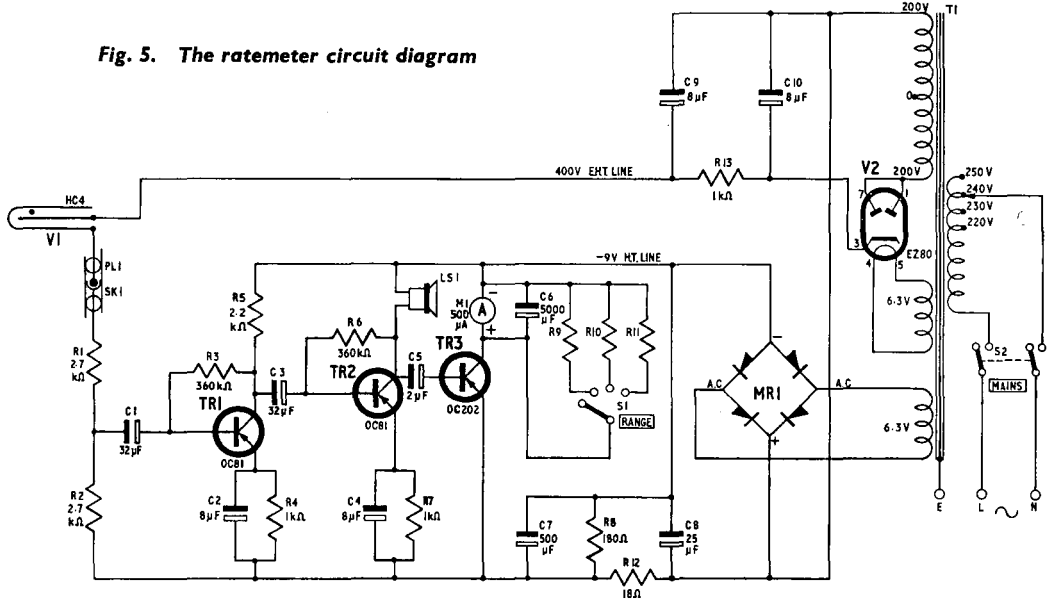 Fig. 5. The ratemeter circuit diagram
200V
T1
C9
8µF
C10
8µF
0
V2
200V
7
1
3
4
5
EZ80
R13
1kΩ
400V E.H.T. LINE
HC4
V1
PL1
SK1
250V
240V
230V
220V
6.3V
S2
MAINS
-9V H.T. LINE
LS1
R5
2.2
kΩ
M1
500
µA
A
-
+
C6
5000
µF
R9
R10
R11
R6
360kΩ
R1
2.7
kΩ
R3
360kΩ
C3
32µF
TR2
C5
2µF
TR3
TR1
OC81
OC202
S1
RANGE
A.C.
MR1
A.C
-
+
6.3V
C1
32µF
OC81
R2
2.7
kΩ
C2
8µF
R4
1kΩ
C4
8µF
R7
1kΩ
C7
500
µF
R8
180Ω
C8
25
µF
R12
18Ω
E
L
N